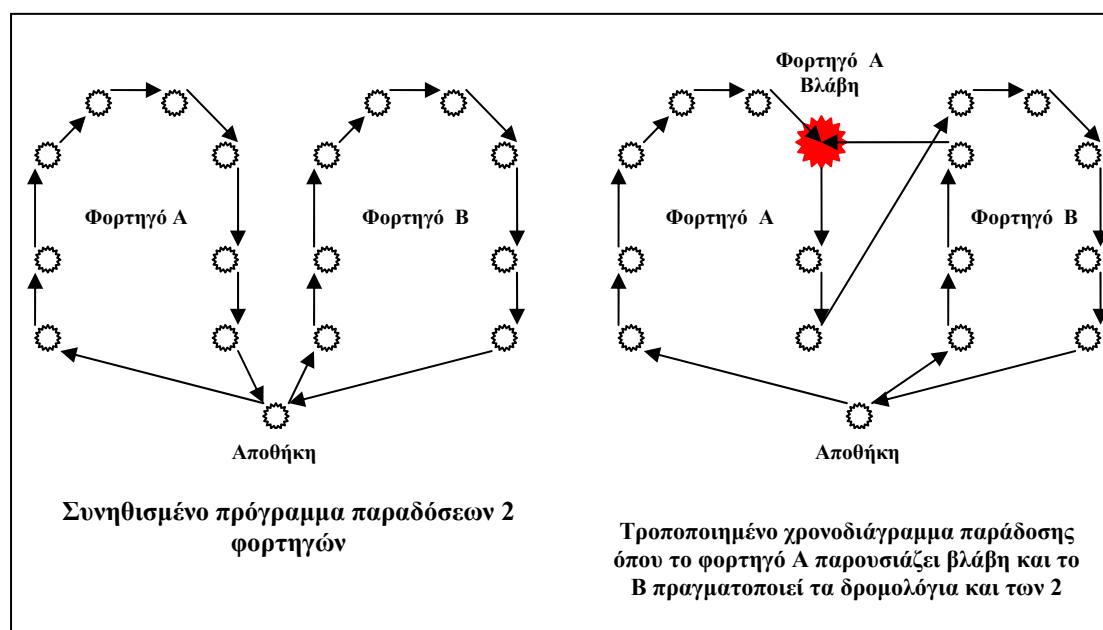 Φορτηγό Α
Φορτηγό Β
Αποθήκη
Συνηθισμένο πρόγραμμα παραδόσεων 2
φορτηγών
Φορτηγό Α
Βλάβη
Φορτηγό Α
Φορτηγό Β
Αποθήκη
Τροποποιημένο χρονοδιάγραμμα παράδοσης
όπου το φορτηγό Α παρουσιάζει βλάβη και το
Β πραγματοποιεί τα δρομολόγια και των 2